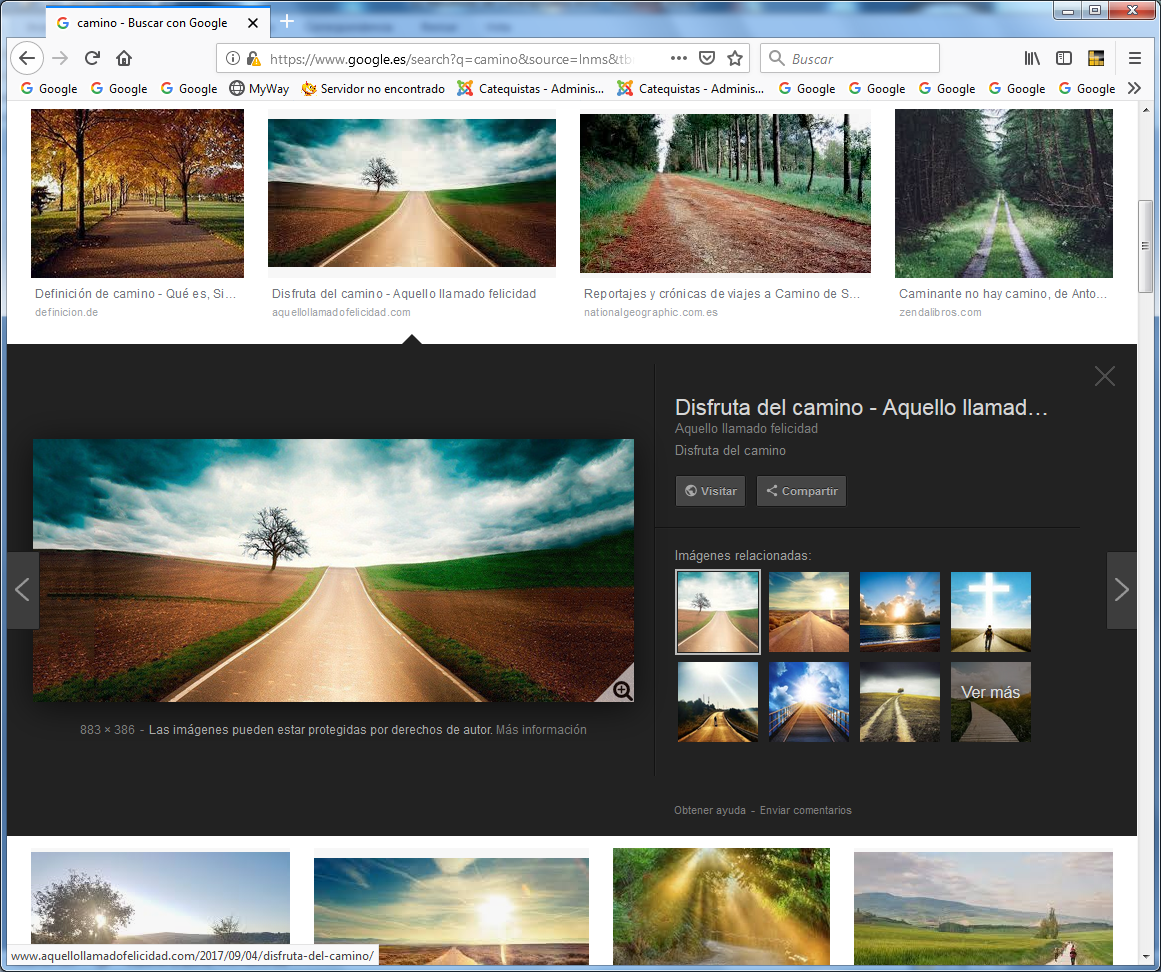 camino - Buscar con Google
https://www.google.es/search?q=camino&source=lnms&tb
Buscar
Google
Google
Google
MyWay
Servidor no encontrado
Catequistas - Adminis...
Catequistas - Adminis...
Google
Google
Google
Google
Google
Definición de camino - Qué es, Si...
definicion.de
Disfruta del camino - Aquello llamado felicidad
aquellollamadofelicidad.com
Reportajes y crónicas de viajes a Camino de S...
nationalgeographic.com.es
Caminante no hay camino, de Anto...
zendalibros.com
Disfruta del camino - Aquello llamad...
Aquello llamado felicidad
Disfruta del camino
Visitar
Compartir
Imágenes relacionadas:
Ver más
883 × 386 - Las imágenes pueden estar protegidas por derechos de autor. Más información
Obtener ayuda - Enviar comentarios
www.aquellollamadofelicidad.com/2017/09/04/disfruta-del-camino/